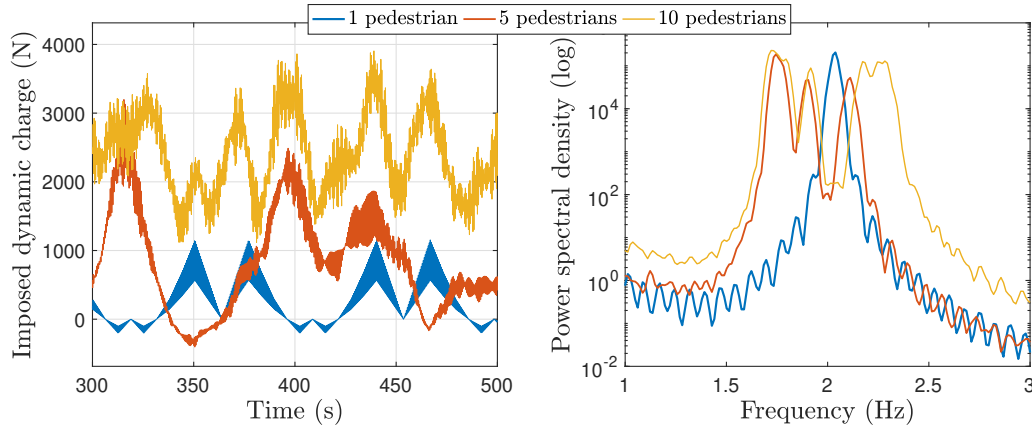 1 pedestrian 5 pedestrians 10 pedestrians
Imposed dynamic charge (N)
4000
3000
2000
1000
0
300 350 400 450 500
Time (s)
Power spectral density (log)
10^4
10^2
10^0
10^-2
1 1.5 2 2.5 3
Frequency (Hz)